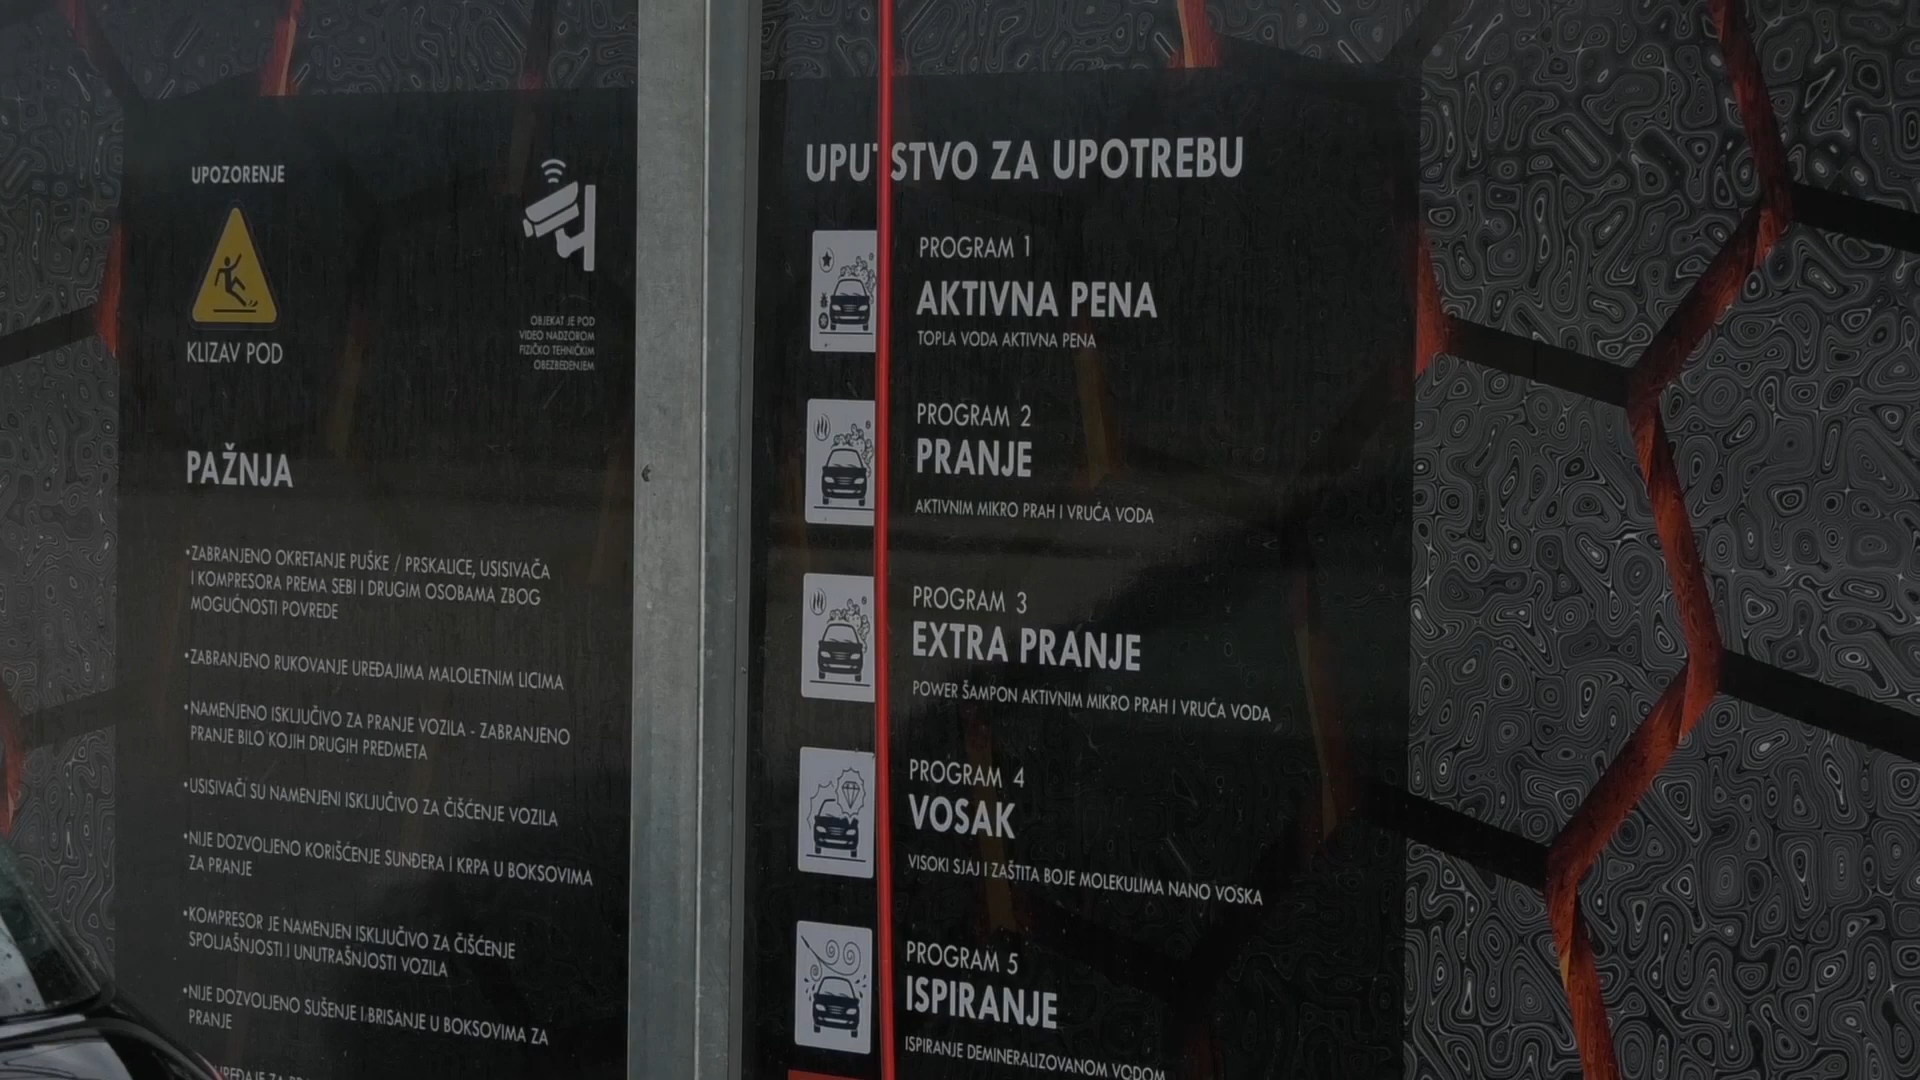 UPOZORENJE
KLIZAV POD
OBJEKAT JE POD
VIDEO NADZOROM
FIZIČKO TEHNIČKIM
OBEZBEĐENJEM
PAŽNJA
•ZABRANJENO OKRETANJE PUŠKE / PRSKALICE, USISIVAČA
I KOMPRESORA PREMA SEBI I DRUGIM OSOBAMA ZBOG
MOGUĆNOSTI POVREDE
•ZABRANJENO RUKOVANJE UREĐAJIMA MALOLETNIM LICIMA
•NAMENJENO ISKLJUČIVO ZA PRANJE VOZILA - ZABRANJENO
PRANJE BILO KOJIH DRUGIH PREDMETA
•USISIVAČI SU NAMENJENI ISKLJUČIVO ZA ČIŠĆENJE VOZILA
•NIJE DOZVOLJENO KORIŠĆENJE SUNĐERA I KRPA U BOKSOVIMA
ZA PRANJE
•KOMPRESOR JE NAMENJEN ISKLJUČIVO ZA ČIŠĆENJE
SPOLJAŠNJOSTI I UNUTRAŠNJOSTI VOZILA
•NIJE DOZVOLJENO SUŠENJE I BRISANJE U BOKSOVIMA ZA
PRANJE
UPUTSTVO ZA UPOTREBU
PROGRAM 1
AKTIVNA PENA
TOPLA VODA AKTIVNA PENA
PROGRAM 2
PRANJE
AKTIVNIM MIKRO PRAH I VRUĆA VODA
PROGRAM 3
EXTRA PRANJE
POWER ŠAMPON AKTIVNIM MIKRO PRAH I VRUĆA VODA
PROGRAM 4
VOSAK
VISOKI SJAJ I ZAŠTITA BOJE MOLEKULIMA NANO VOSKA
PROGRAM 5
ISPIRANJE
ISPIRANJE DEMINERALIZOVANOM VODOM